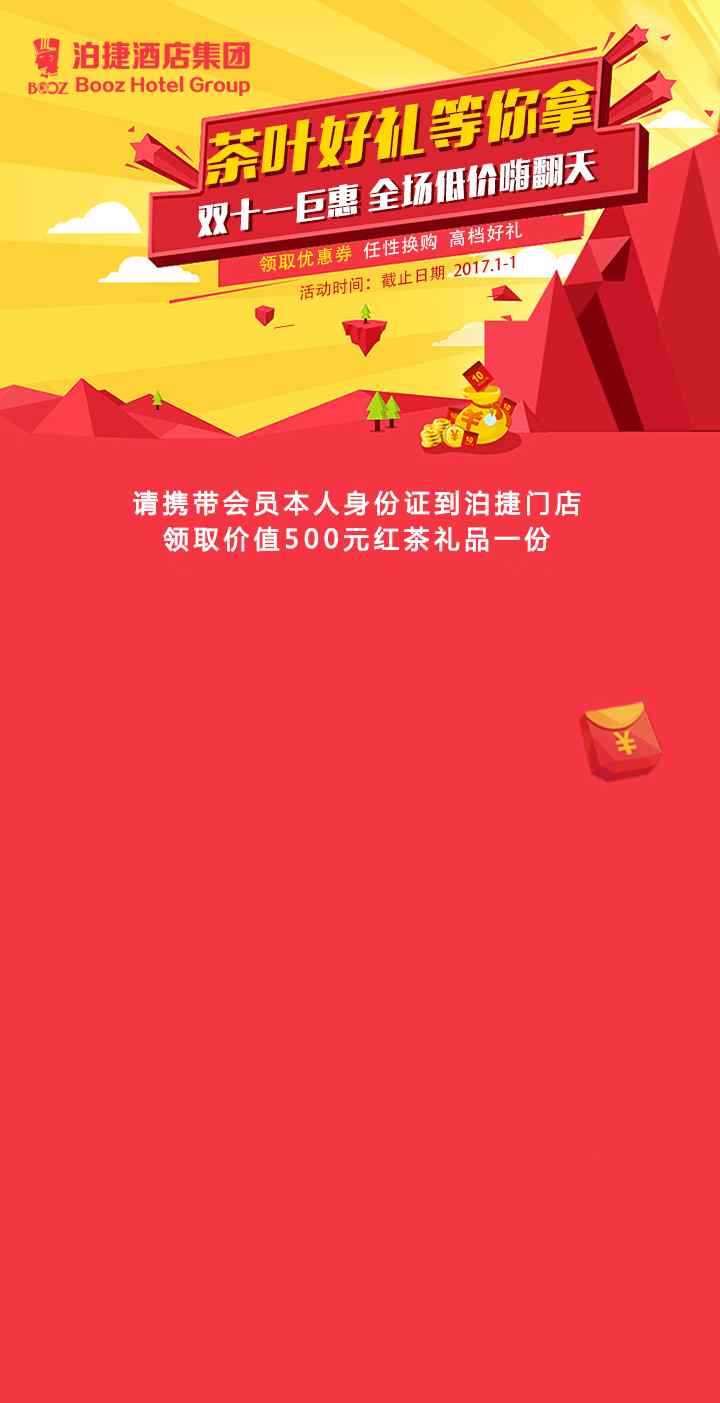 泊捷酒店集团
BOOZ Booz Hotel Group
茶叶好礼等你拿
双十一巨惠 全场低价嗨翻天
领取优惠券 任性换购 高档好礼
活动时间：截止日期 2017.1-1
10
10
10
¥
¥
请携带会员本人身份证到泊捷门店
领取价值500元红茶礼品一份
¥